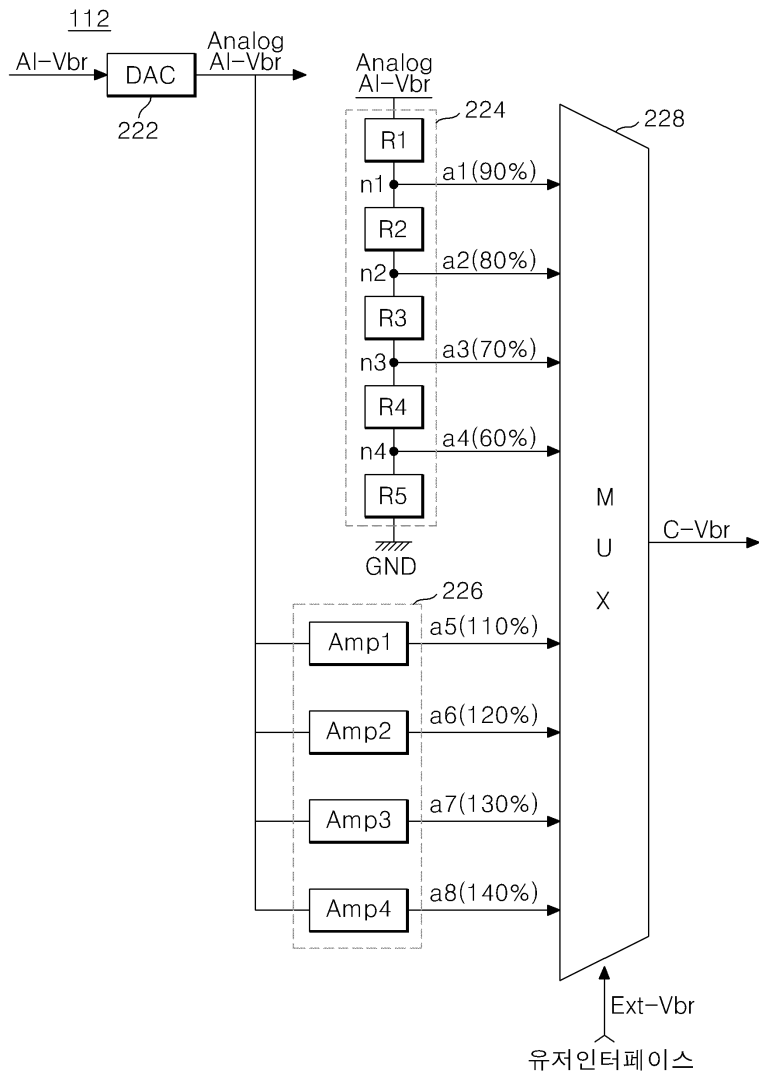 112
AI-Vbr
DAC
Analog
AI-Vbr
222
Analog
AI-Vbr
224
228
R1
n1
a1(90%)
R2
n2
a2(80%)
R3
n3
a3(70%)
R4
n4
a4(60%)
R5
GND
M
U
X
C-Vbr
226
Amp1
a5(110%)
Amp2
a6(120%)
Amp3
a7(130%)
Amp4
a8(140%)
Ext-Vbr
유저인터페이스